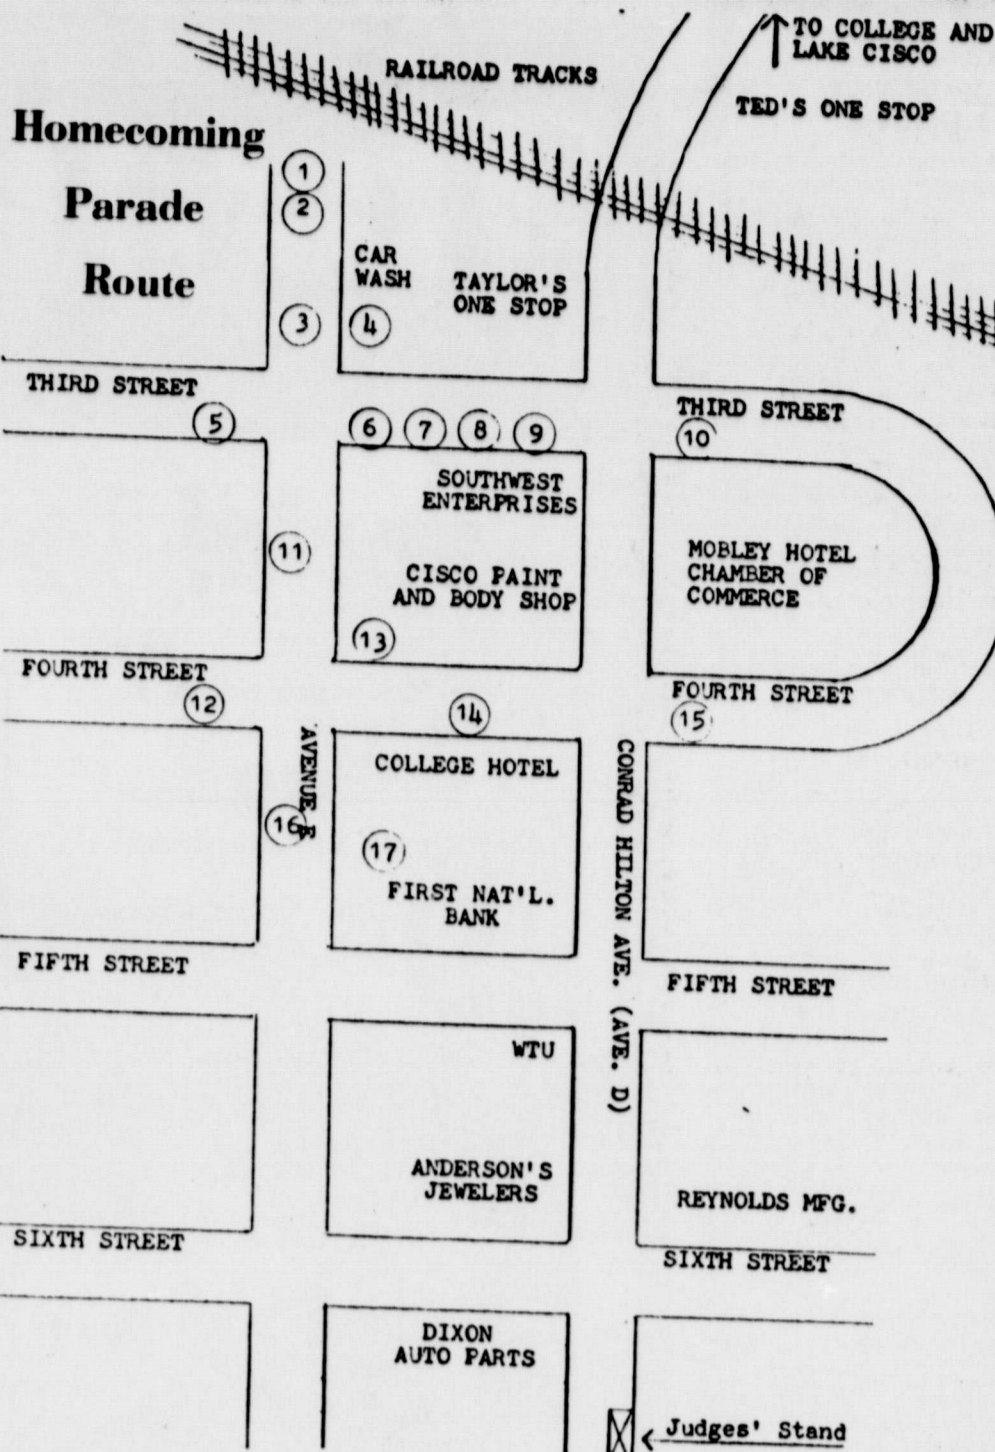 TO COLLEGE AND
LAKE CISCO
RAILROAD TRACKS
TED'S ONE STOP
Homecoming
Parade
Route
1
2
CAR
WASH
TAYLOR'S
ONE STOP
3
4
THIRD STREET
THIRD STREET
5
6
7
8
9
10
SOUTHWEST
ENTERPRISES
11
MOBLEY HOTEL
CHAMBER OF
COMMERCE
CISCO PAINT
AND BODY SHOP
13
FOURTH STREET
FOURTH STREET
12
14
15
AVENUE E
COLLEGE HOTEL
CONRAD HILTON AVE. (AVE. D)
16
17
FIRST NAT'L.
BANK
FIFTH STREET
FIFTH STREET
WTU
ANDERSON'S
JEWELERS
REYNOLDS MFG.
SIXTH STREET
SIXTH STREET
DIXON
AUTO PARTS
Judges' Stand